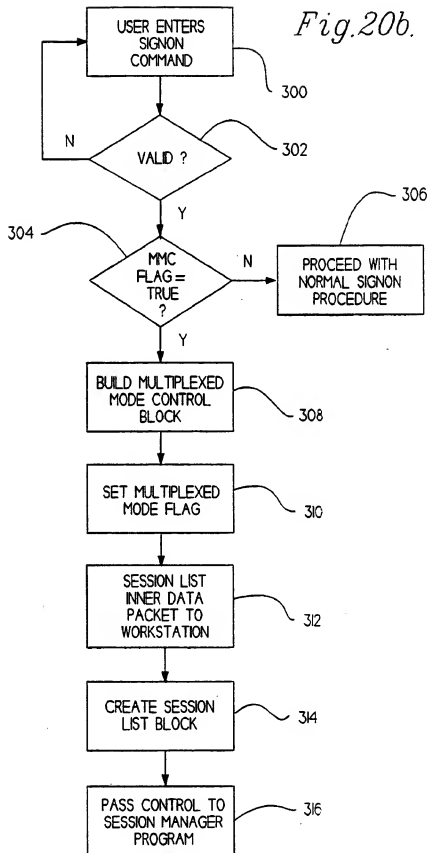 Fig.20b.
USER ENTERS
SIGNON
COMMAND
300
N
VALID ?
302
Y
304
MMC
FLAG =
TRUE
?
N
306
PROCEED WITH
NORMAL SIGNON
PROCEDURE
Y
BUILD MULTIPLEXED
MODE CONTROL
BLOCK
308
SET MULTIPLEXED
MODE FLAG
310
SESSION LIST
INNER DATA
PACKET TO
WORKSTATION
312
CREATE SESSION
LIST BLOCK
314
PASS CONTROL TO
SESSION MANAGER
PROGRAM
316